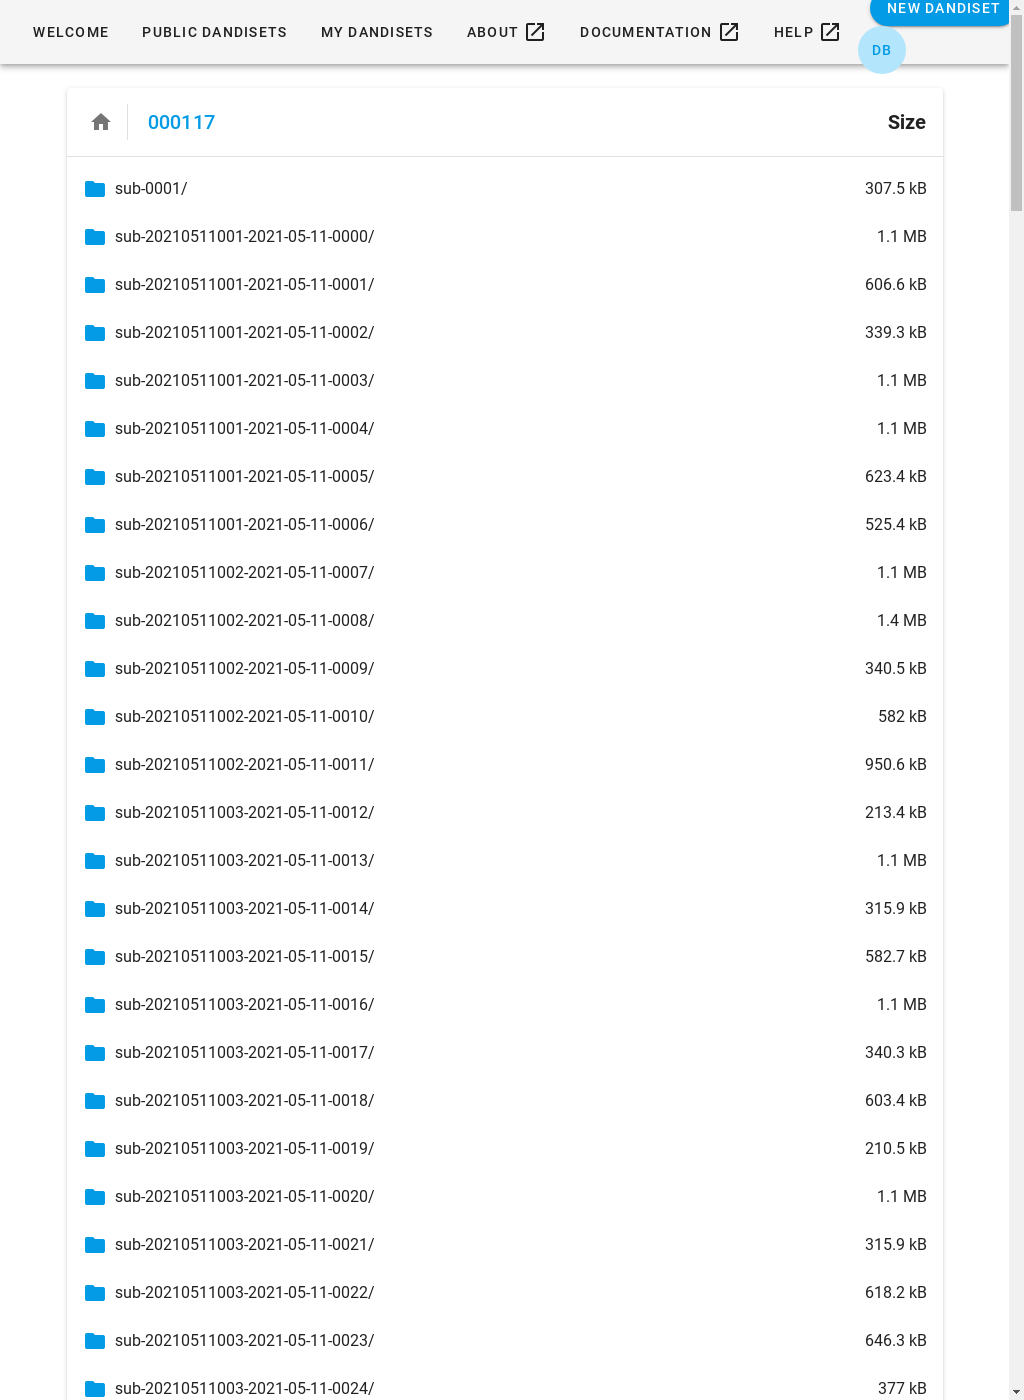 NEW DANDISET
WELCOME PUBLIC DANDISETS MY DANDISETS ABOUT DOCUMENTATION HELP
DB
000117 Size
sub-0001/ 307.5 kB
sub-20210511001-2021-05-11-0000/ 1.1 MB
sub-20210511001-2021-05-11-0001/ 606.6 kB
sub-20210511001-2021-05-11-0002/ 339.3 kB
sub-20210511001-2021-05-11-0003/ 1.1 MB
sub-20210511001-2021-05-11-0004/ 1.1 MB
sub-20210511001-2021-05-11-0005/ 623.4 kB
sub-20210511001-2021-05-11-0006/ 525.4 kB
sub-20210511002-2021-05-11-0007/ 1.1 MB
sub-20210511002-2021-05-11-0008/ 1.4 MB
sub-20210511002-2021-05-11-0009/ 340.5 kB
sub-20210511002-2021-05-11-0010/ 582 kB
sub-20210511002-2021-05-11-0011/ 950.6 kB
sub-20210511003-2021-05-11-0012/ 213.4 kB
sub-20210511003-2021-05-11-0013/ 1.1 MB
sub-20210511003-2021-05-11-0014/ 315.9 kB
sub-20210511003-2021-05-11-0015/ 582.7 kB
sub-20210511003-2021-05-11-0016/ 1.1 MB
sub-20210511003-2021-05-11-0017/ 340.3 kB
sub-20210511003-2021-05-11-0018/ 603.4 kB
sub-20210511003-2021-05-11-0019/ 210.5 kB
sub-20210511003-2021-05-11-0020/ 1.1 MB
sub-20210511003-2021-05-11-0021/ 315.9 kB
sub-20210511003-2021-05-11-0022/ 618.2 kB
sub-20210511003-2021-05-11-0023/ 646.3 kB
sub-20210511003-2021-05-11-0024/ 377 kB